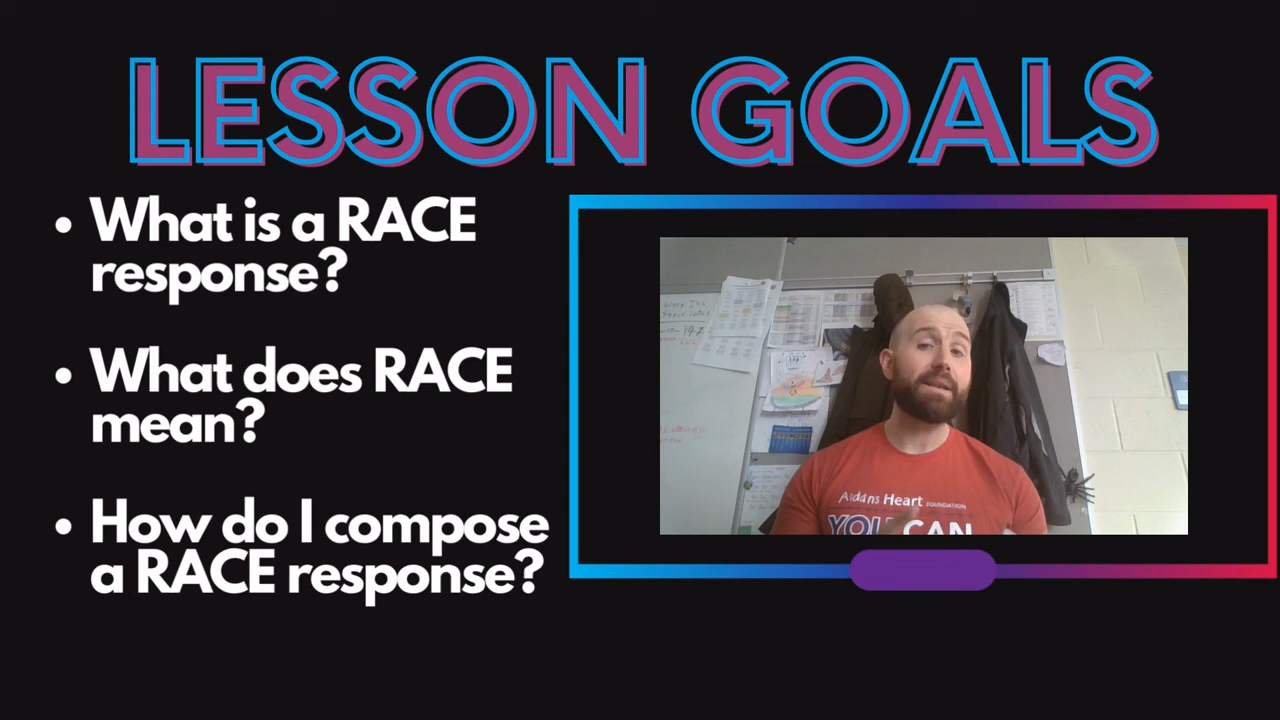 LESSON GOALS
• What is a RACE
response?
• What does RACE
mean?
• How do I compose
a RACE response?
Aidans Heart FOUNDATION
YOU CAN